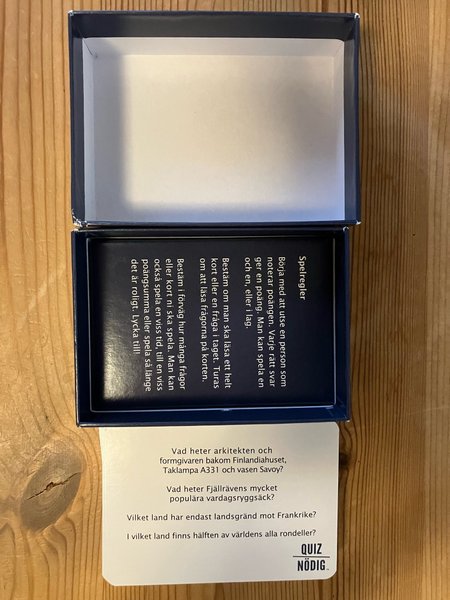 Spelregler
Börja med att utse en person som
noterar poängen. Varje rätt svar
ger en poäng. Man kan spela en
och en, eller i lag.
Bestäm om man ska läsa ett helt
kort eller en fråga i taget. Turas
om att läsa frågorna på korten.
Bestäm i förväg hur många frågor
eller kort ni ska spela. Man kan
också spela en viss tid, till en viss
poängsumma eller spela så länge
det är roligt. Lycka till!
Vad heter arkitekten och
formgivaren bakom Finlandiahuset,
Taklampa A331 och vasen Savoy?
Vad heter Fjällrävens mycket
populära vardagsryggsäck?
Vilket land har endast landsgränd mot Frankrike?
I vilket land finns hälften av världens alla rondeller?
QUIZ
NÖDIG